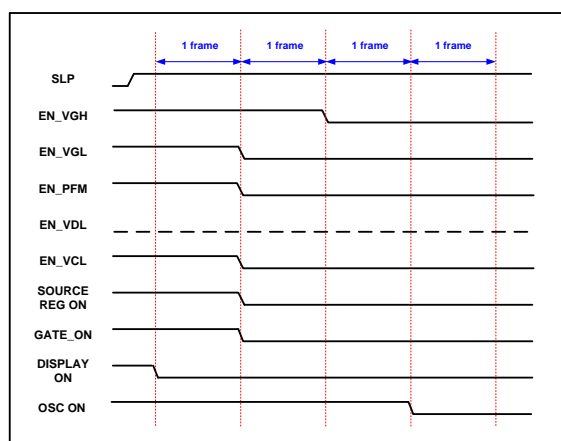 1 frame 1 frame 1 frame 1 frame
SLP
EN_VGH
EN_VGL
EN_PFM
EN_VDL
EN_VCL
SOURCE
REG ON
GATE_ON
DISPLAY
ON
OSC ON